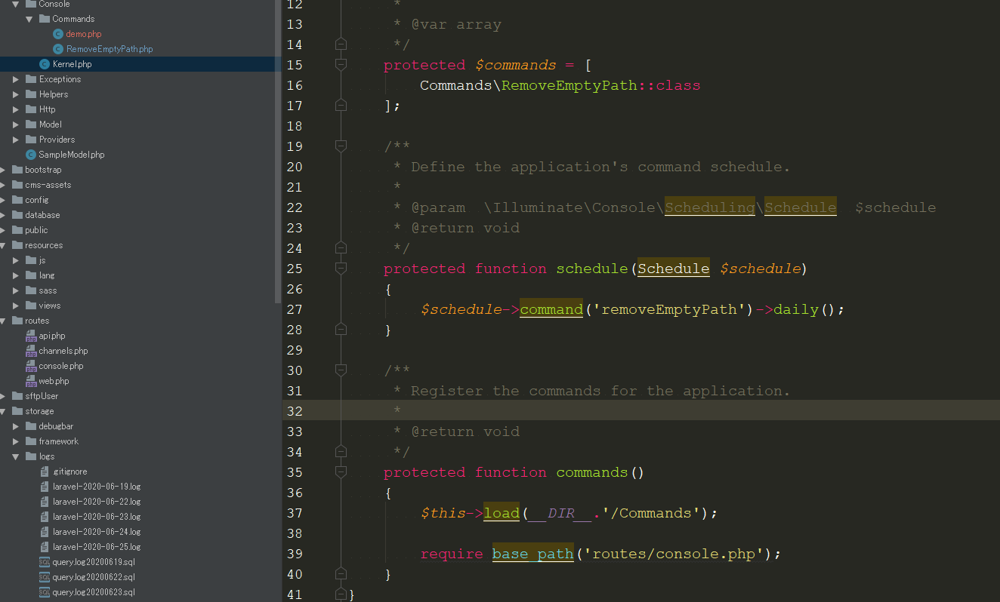 Console
Commands
demo.php
RemoveEmptyPath.php
Kernel.php
Exceptions
Helpers
Http
Model
Providers
SampleModel.php
bootstrap
cms-assets
config
database
public
resources
js
lang
sass
views
routes
api.php
channels.php
console.php
web.php
sftpUser
storage
debugbar
framework
logs
.gitignore
laravel-2020-06-19.log
laravel-2020-06-22.log
laravel-2020-06-23.log
laravel-2020-06-24.log
laravel-2020-06-25.log
query.log20200619.sql
query.log20200622.sql
query.log20200623.sql
12 *
13 * @var array
14 */
15 protected $commands = [
16 Commands\RemoveEmptyPath::class
17 ];
18
19 /**
20 * Define the application's command schedule.
21 *
22 * @param \Illuminate\Console\Scheduling\Schedule $schedule
23 * @return void
24 */
25 protected function schedule(Schedule $schedule)
26 {
27 $schedule->command('removeEmptyPath')->daily();
28 }
29
30 /**
31 * Register the commands for the application.
32 *
33 * @return void
34 */
35 protected function commands()
36 {
37 $this->load(__DIR__.'/Commands');
38
39 require base_path('routes/console.php');
40 }
41 }